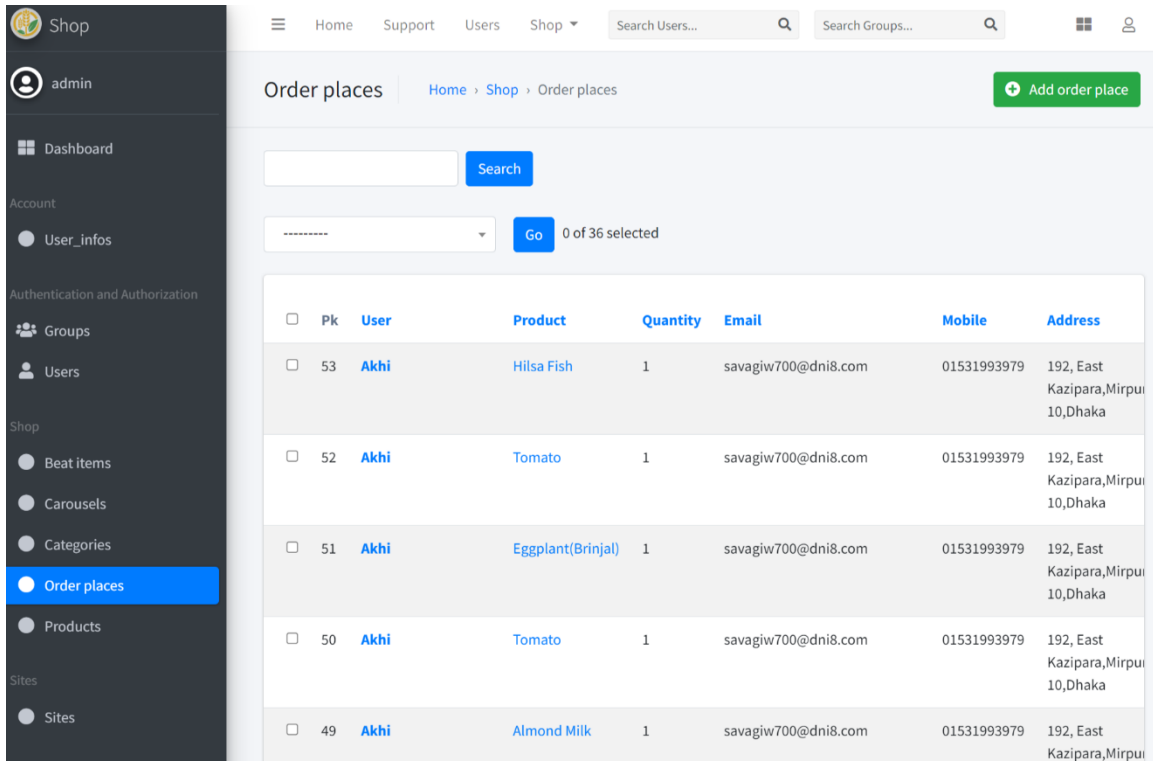 Shop
Home Support Users Shop Search Users... Search Groups...
admin
Order places Home › Shop › Order places Add order place
Dashboard
Search
Account
User_infos
--------- Go 0 of 36 selected
Authentication and Authorization
Groups
Users
Shop
Beat items
Carousels
Categories
Order places
Products
Sites
Sites
Pk User Product Quantity Email Mobile Address
53 Akhi Hilsa Fish 1 savagiw700@dni8.com 01531993979 192, East
Kazipara,Mirpur
10,Dhaka
52 Akhi Tomato 1 savagiw700@dni8.com 01531993979 192, East
Kazipara,Mirpur
10,Dhaka
51 Akhi Eggplant(Brinjal) 1 savagiw700@dni8.com 01531993979 192, East
Kazipara,Mirpur
10,Dhaka
50 Akhi Tomato 1 savagiw700@dni8.com 01531993979 192, East
Kazipara,Mirpur
10,Dhaka
49 Akhi Almond Milk 1 savagiw700@dni8.com 01531993979 192, East
Kazipara,Mirpur